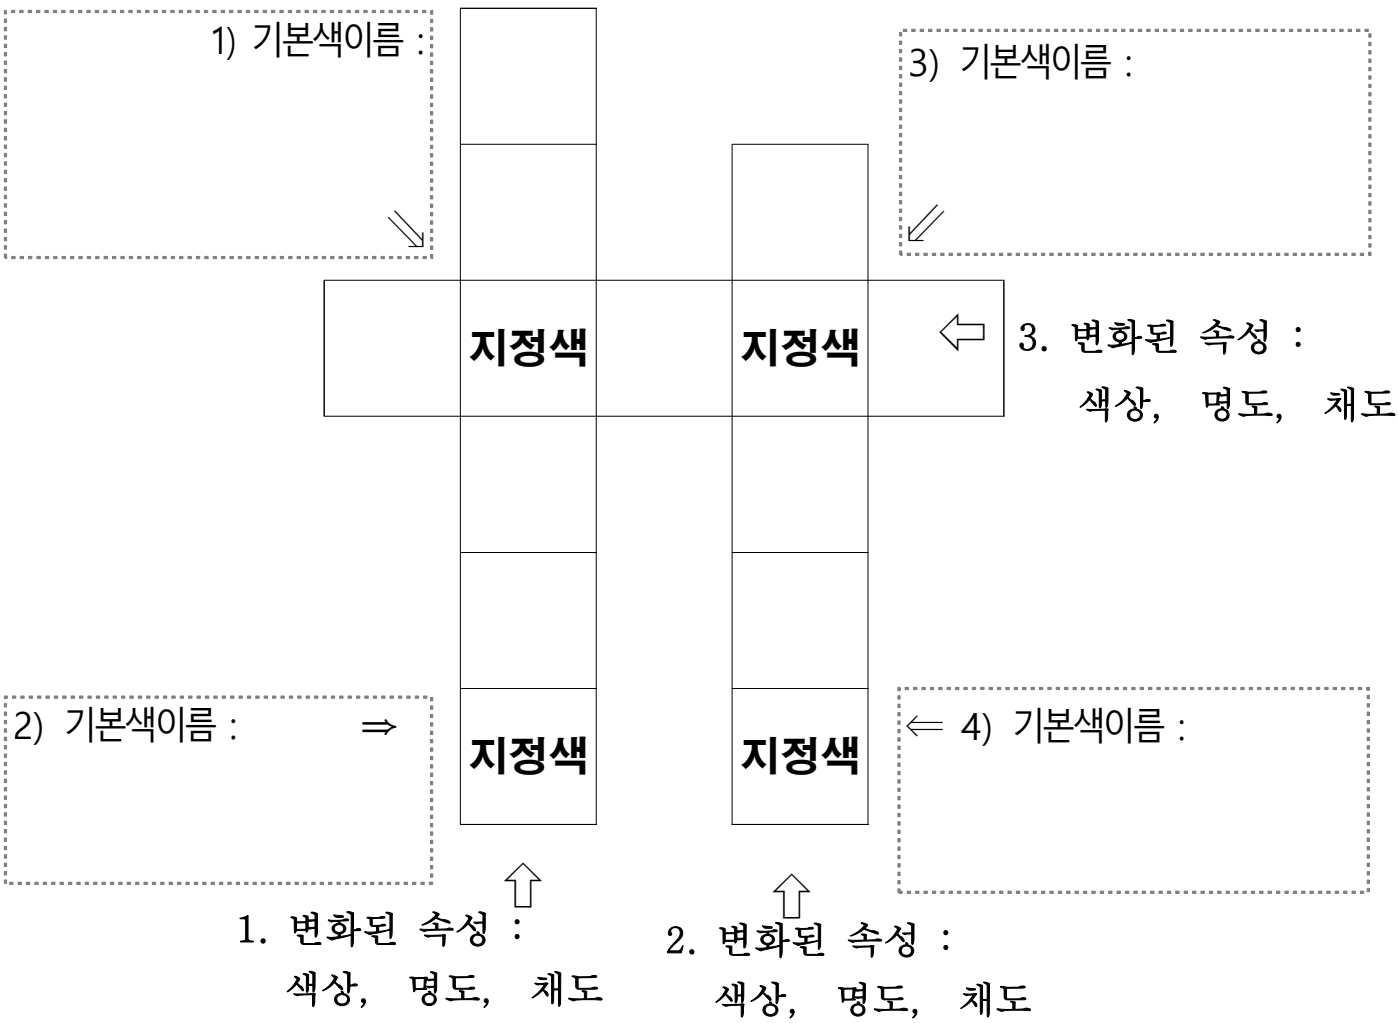 1) 기본색이름 :
3) 기본색이름 :
지정색
지정색
3. 변화된 속성 :
색상, 명도, 채도
2) 기본색이름 : ⇒
지정색
지정색
⇐ 4) 기본색이름 :
1. 변화된 속성 :
색상, 명도, 채도
2. 변화된 속성 :
색상, 명도, 채도